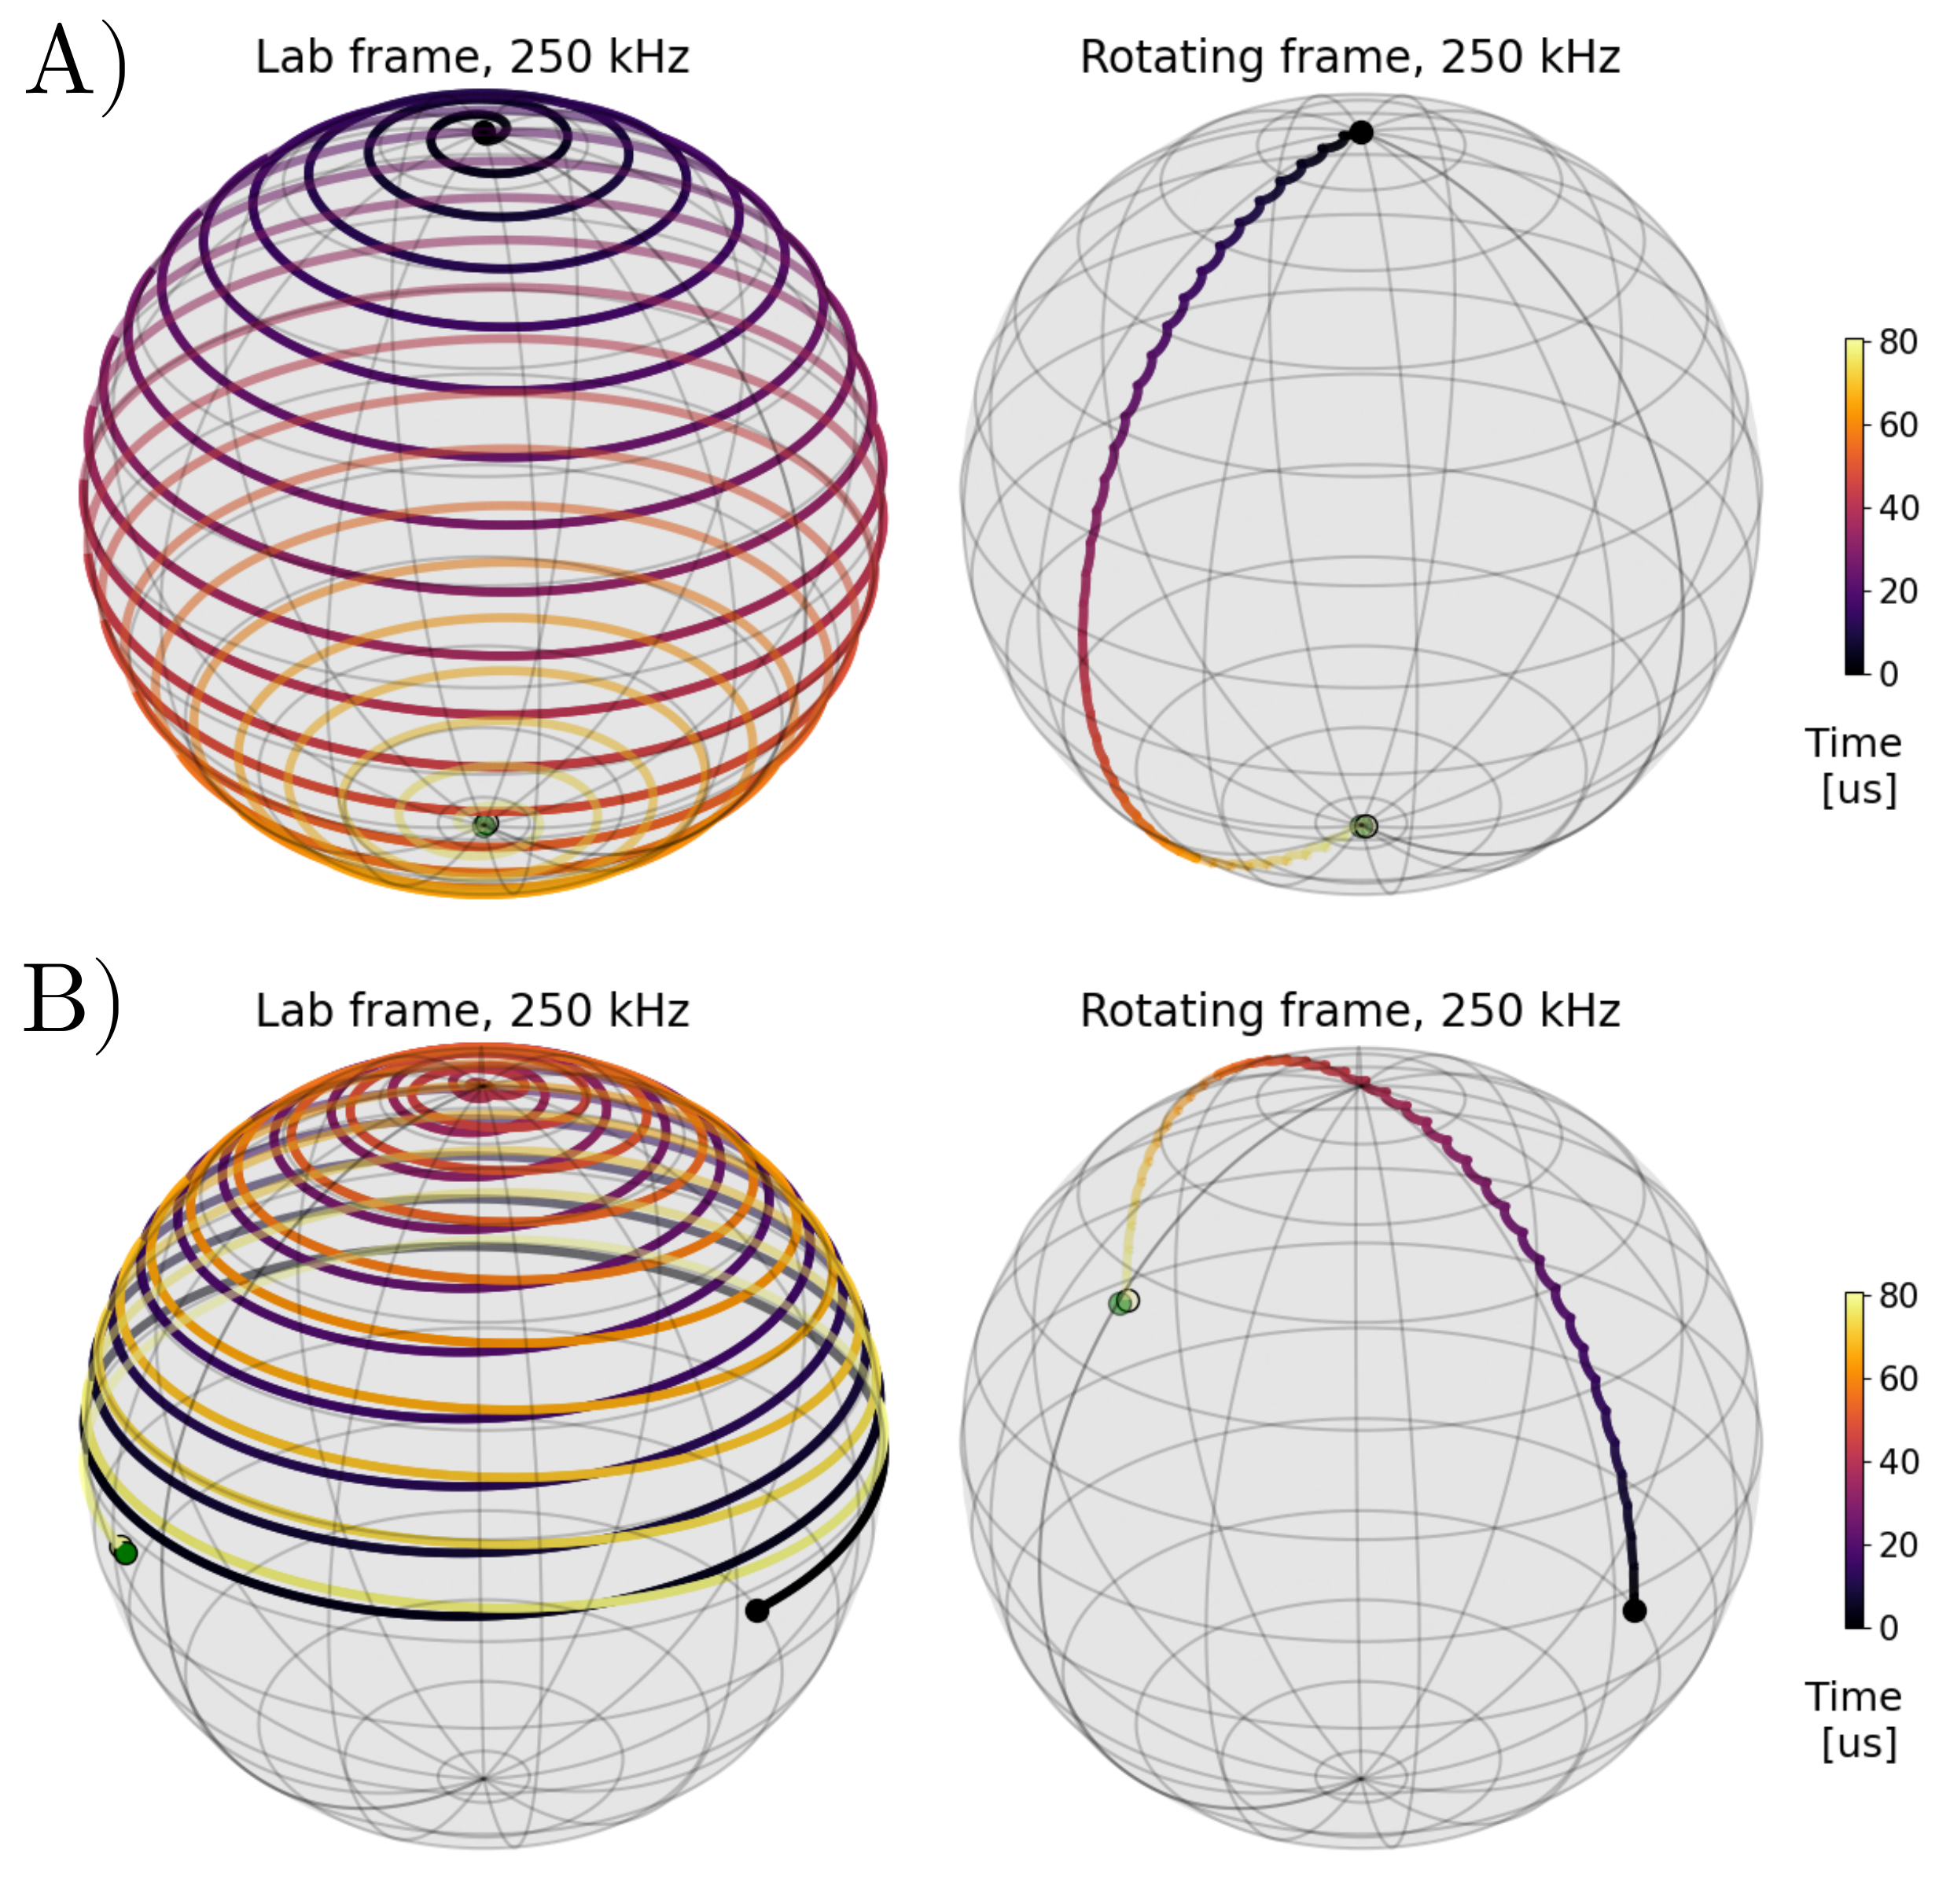 A)
Lab frame, 250 kHz
Rotating frame, 250 kHz
80
60
40
20
0
Time
[us]
B)
Lab frame, 250 kHz
Rotating frame, 250 kHz
80
60
40
20
0
Time
[us]